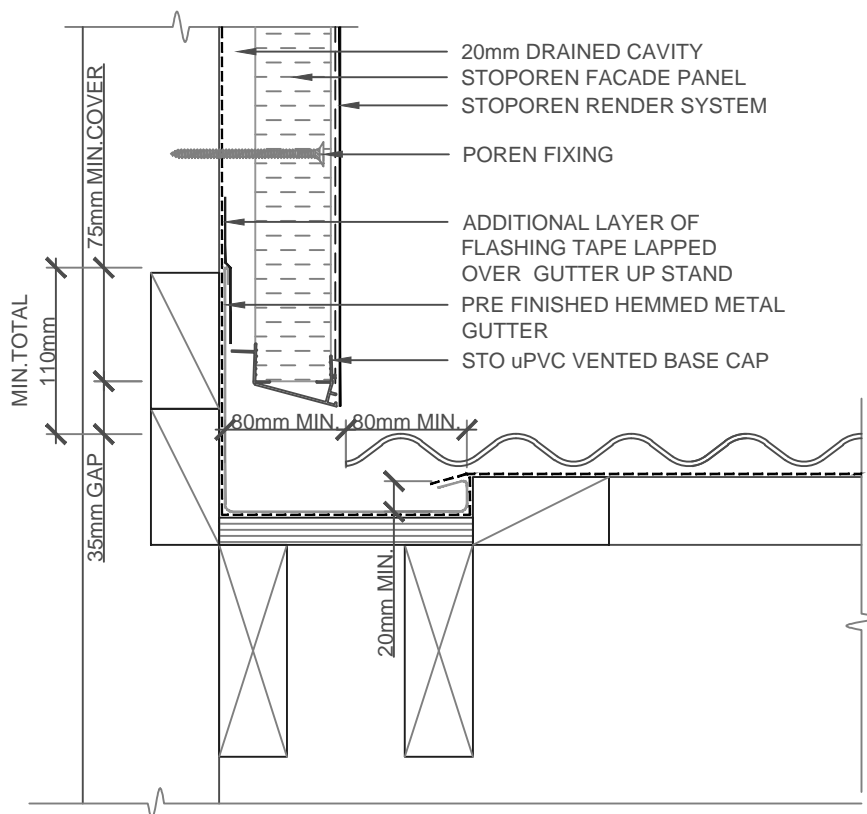 20mm DRAINED CAVITY
STOPOREN FACADE PANEL
STOPOREN RENDER SYSTEM
POREN FIXING
ADDITIONAL LAYER OF
FLASHING TAPE LAPPED
OVER GUTTER UP STAND
PRE FINISHED HEMMED METAL
GUTTER
STO uPVC VENTED BASE CAP
75mm MIN.COVER
MIN.TOTAL
110mm
35mm GAP
80mm MIN.
80mm MIN.
20mm MIN.